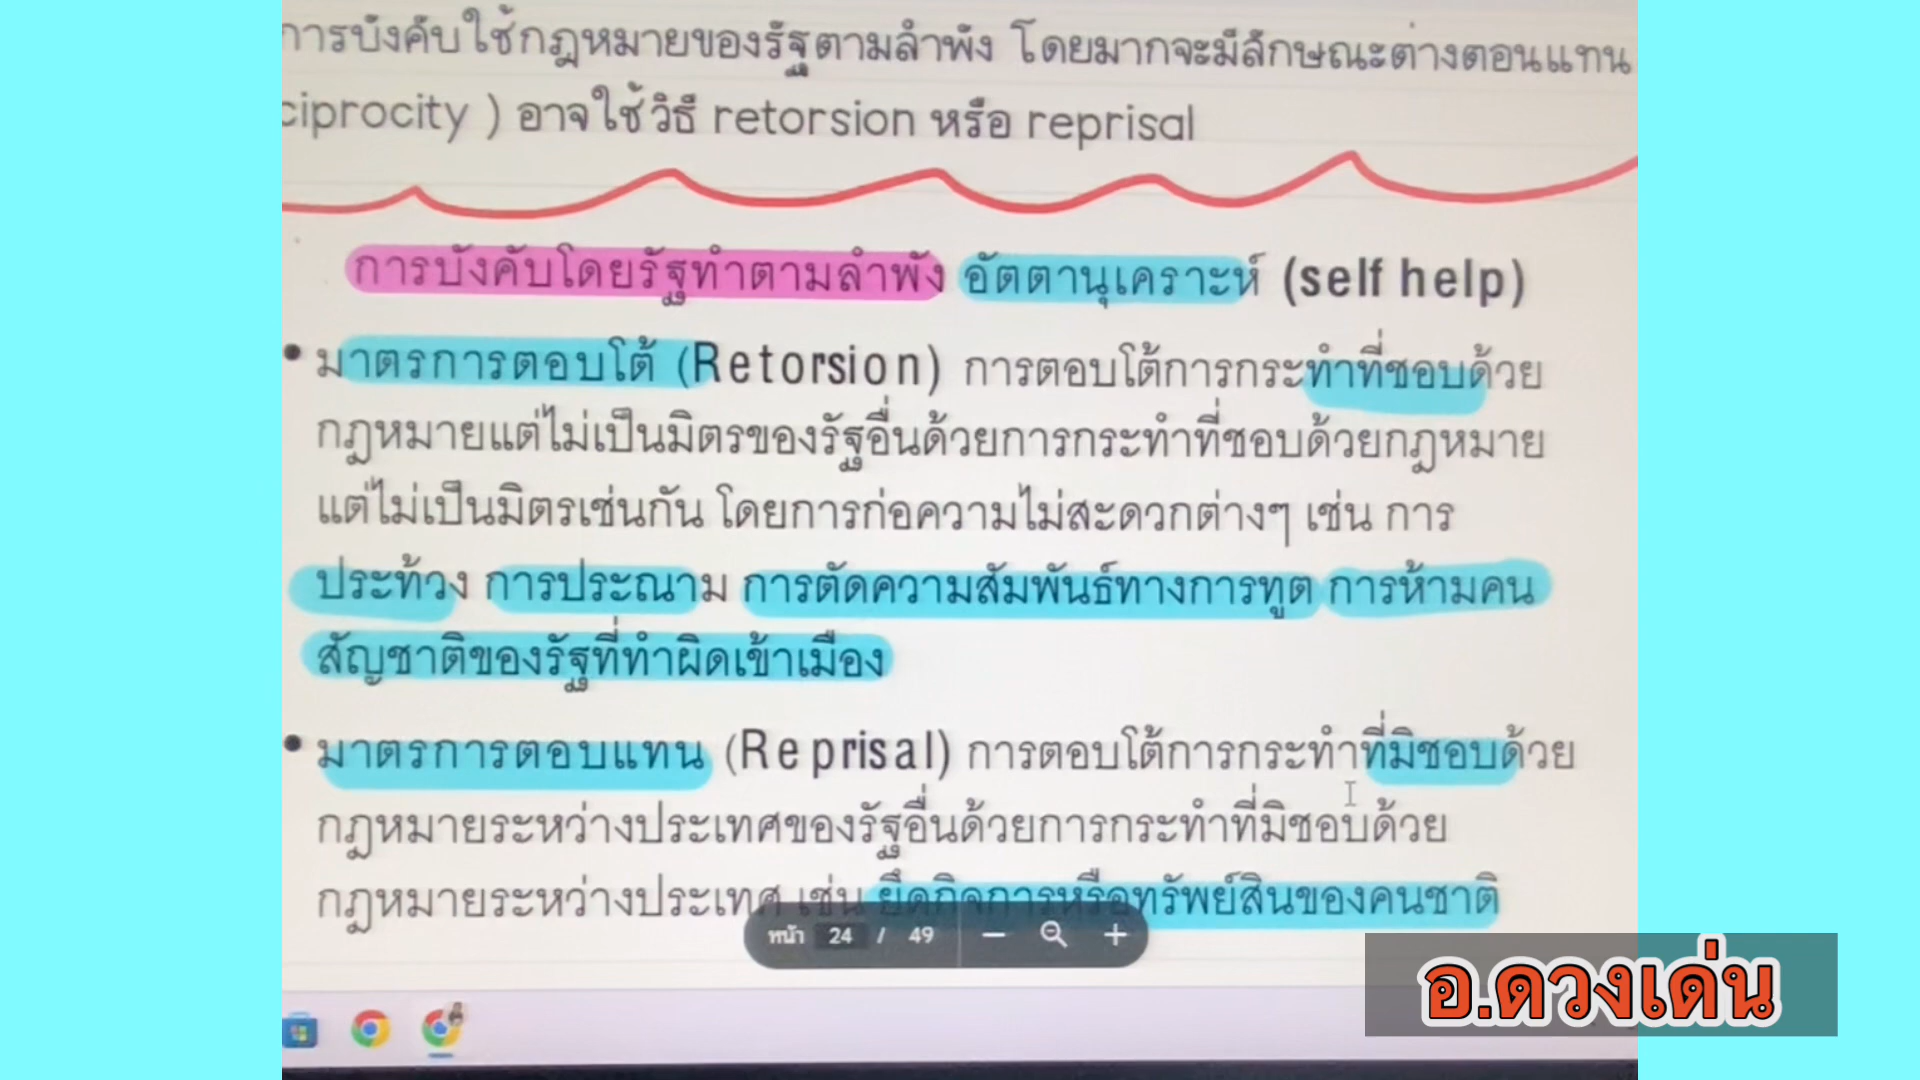 การบังคับใช้กฎหมายของรัฐตามลำพัง โดยมากจะมีลักษณะต่างตอนแทน
ciprocity ) อาจใช้วิธี retorsion หรือ reprisal
การบังคับโดยรัฐทำตามลำพัง อัตตานุเคราะห์ (self help)
• มาตรการตอบโต้ (Retorsion) การตอบโต้การกระทำที่ชอบด้วย
กฎหมายแต่ไม่เป็นมิตรของรัฐอื่นด้วยการกระทำที่ชอบด้วยกฎหมาย
แต่ไม่เป็นมิตรเช่นกัน โดยการก่อความไม่สะดวกต่างๆ เช่น การ
ประท้วง การประณาม การตัดความสัมพันธ์ทางการทูต การห้ามคน
สัญชาติของรัฐที่ทำผิดเข้าเมือง
• มาตรการตอบแทน (Reprisal) การตอบโต้การกระทำที่มิชอบด้วย
กฎหมายระหว่างประเทศของรัฐอื่นด้วยการกระทำที่มิชอบด้วย
กฎหมายระหว่างประเทศ เช่น ยึดกิจการหรือทรัพย์สินของคนชาติ
หน้า 24 / 49
อ.ดวงเด่น